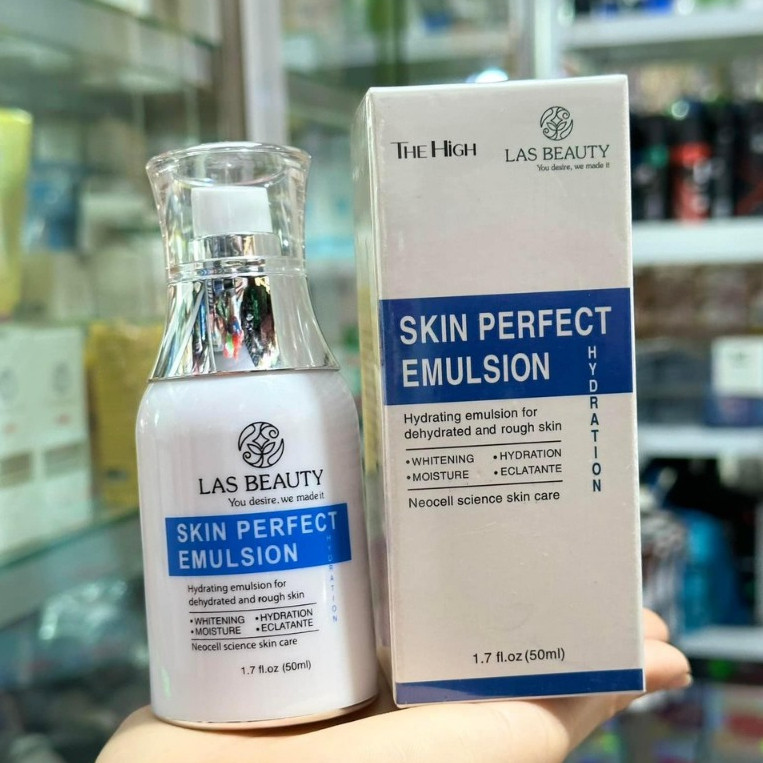 LAS BEAUTY
You desire, we made it
SKIN PERFECT
EMULSION
HYDRATION
Hydrating emulsion for
dehydrated and rough skin
•WHITENING •HYDRATION
•MOISTURE •ECLATANTE
Neocell science skin care
1.7 fl.oz (50ml)
THE HIGH
LAS BEAUTY
You desire, we made it
SKIN PERFECT
EMULSION
HYDRATION
Hydrating emulsion for
dehydrated and rough skin
•WHITENING •HYDRATION
•MOISTURE •ECLATANTE
Neocell science skin care
1.7 fl.oz (50ml)